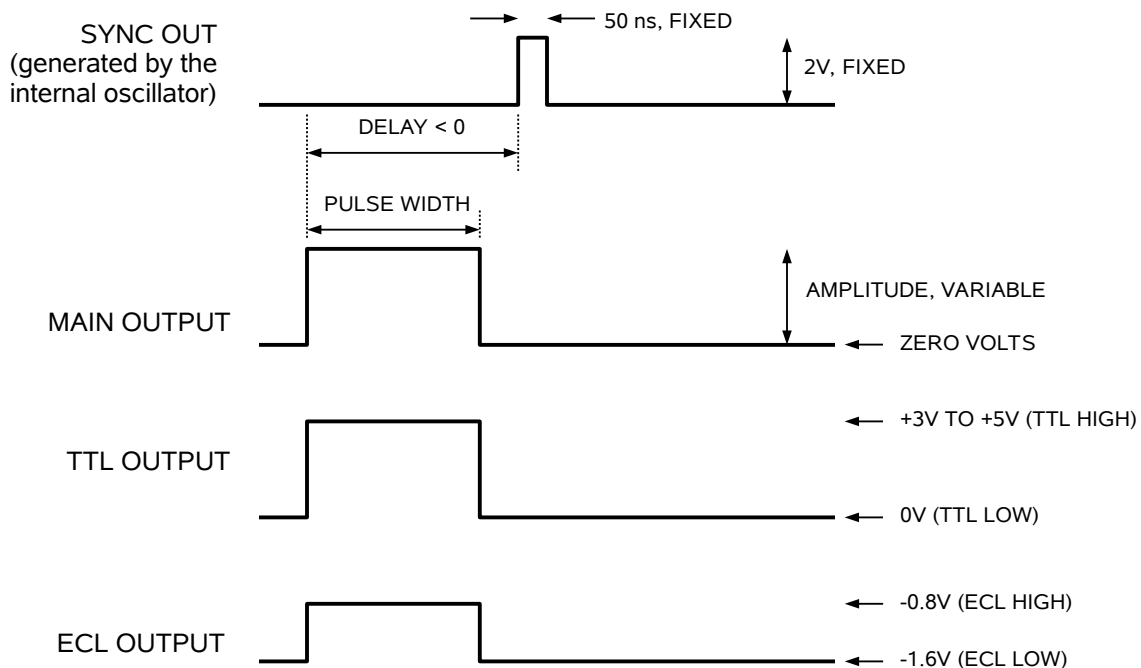 50 ns, FIXED
SYNC OUT
(generated by the
internal oscillator)
2V, FIXED
DELAY < 0
PULSE WIDTH
AMPLITUDE, VARIABLE
MAIN OUTPUT
ZERO VOLTS
+3V TO +5V (TTL HIGH)
TTL OUTPUT
0V (TTL LOW)
-0.8V (ECL HIGH)
ECL OUTPUT
-1.6V (ECL LOW)